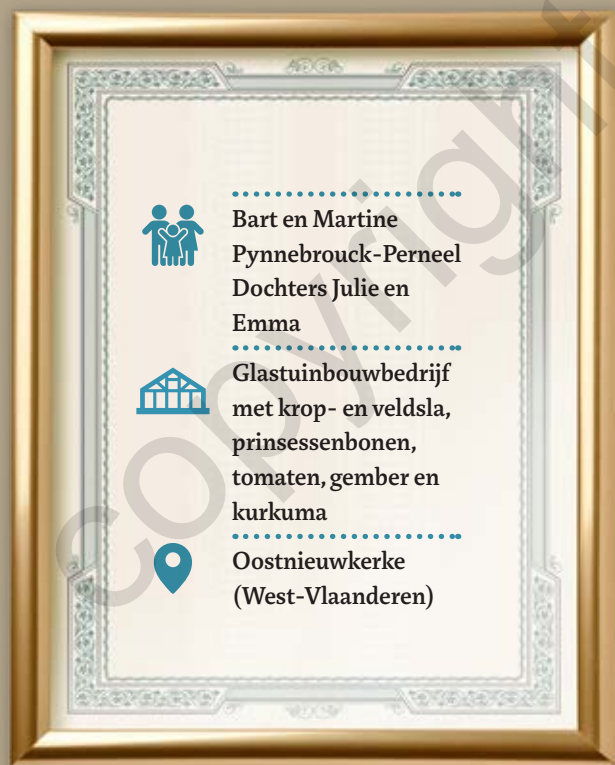 Bart en Martine
Pynnebrouck-Perneel
Dochters Julie en
Emma
Glastuinbouwbedrijf
met krop- en veldsla,
prinsessenbonen,
tomaten, gember en
kurkuma
Oostnieuwkerke
(West-Vlaanderen)
copyright